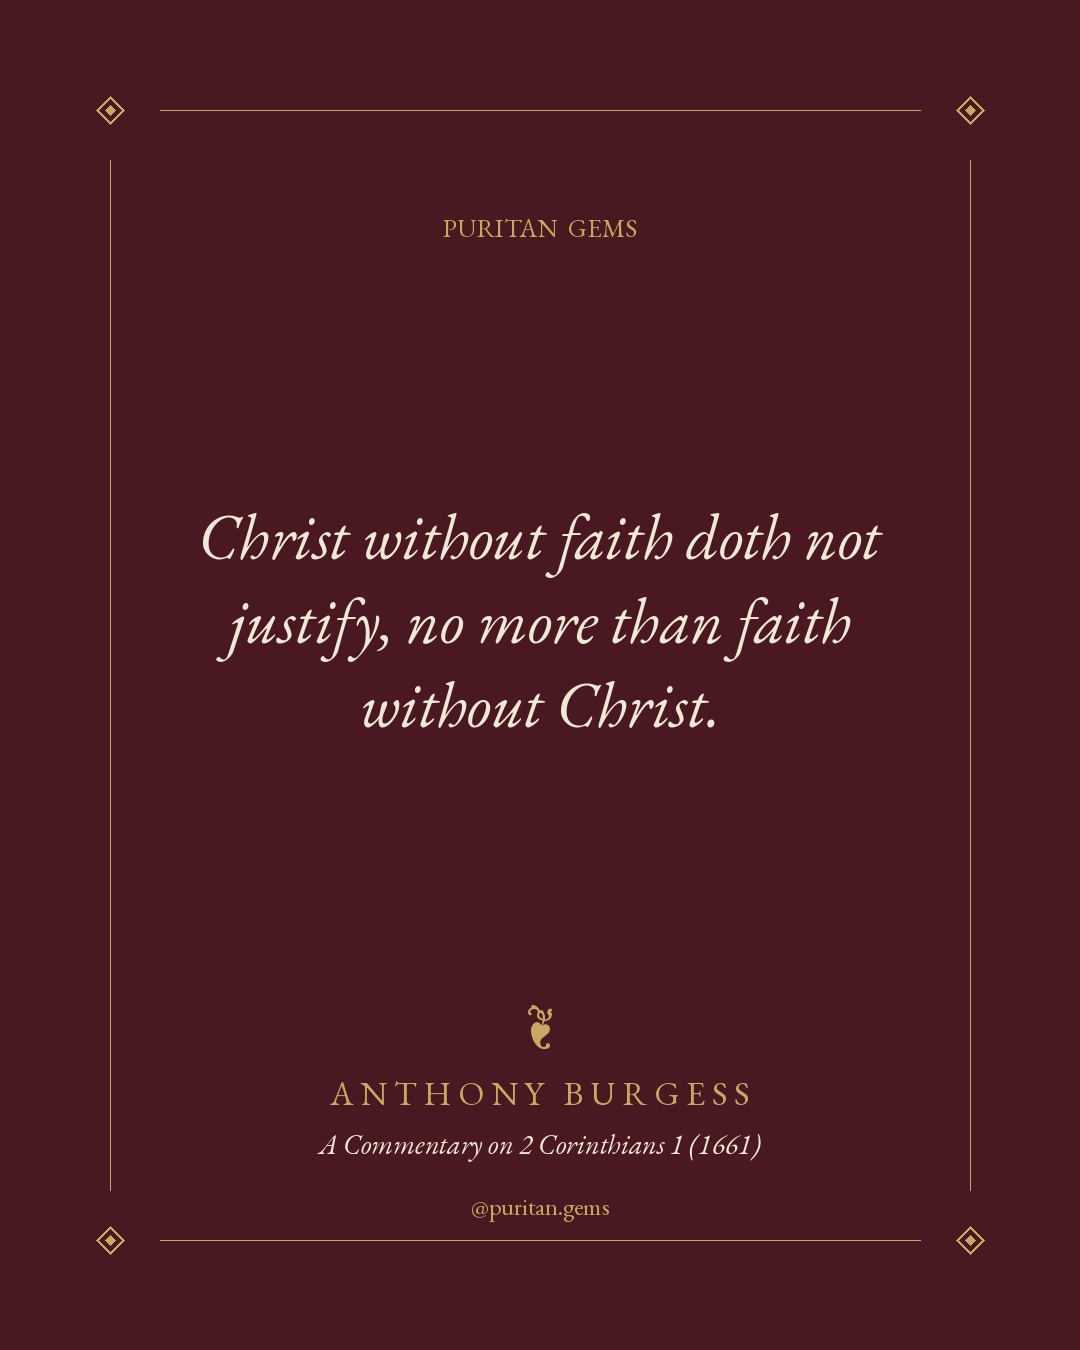 PURITAN GEMS
Christ without faith doth not
justify, no more than faith
without Christ.
ANTHONY BURGESS
A Commentary on 2 Corinthians 1 (1661)
@puritan.gems